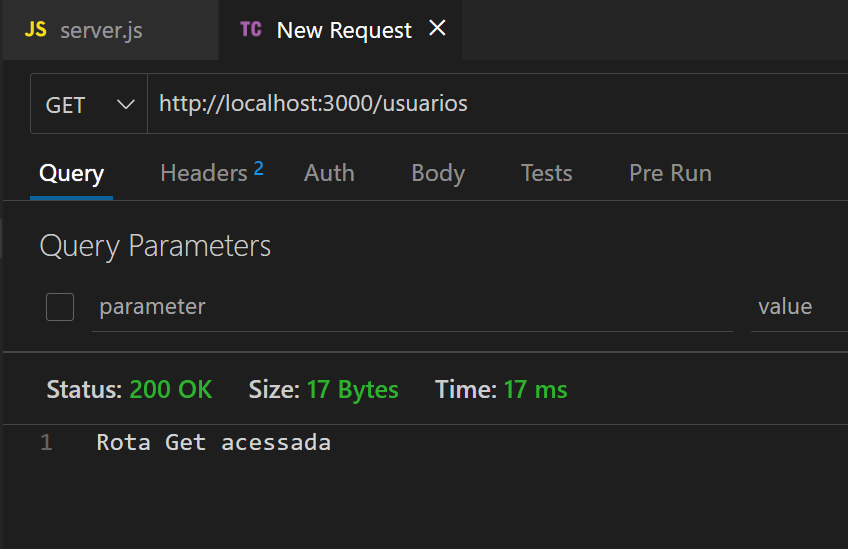 JS server.js TC New Request ×
GET http://localhost:3000/usuarios
Query Headers 2 Auth Body Tests Pre Run
Query Parameters
parameter value
Status: 200 OK Size: 17 Bytes Time: 17 ms
1 Rota Get acessada